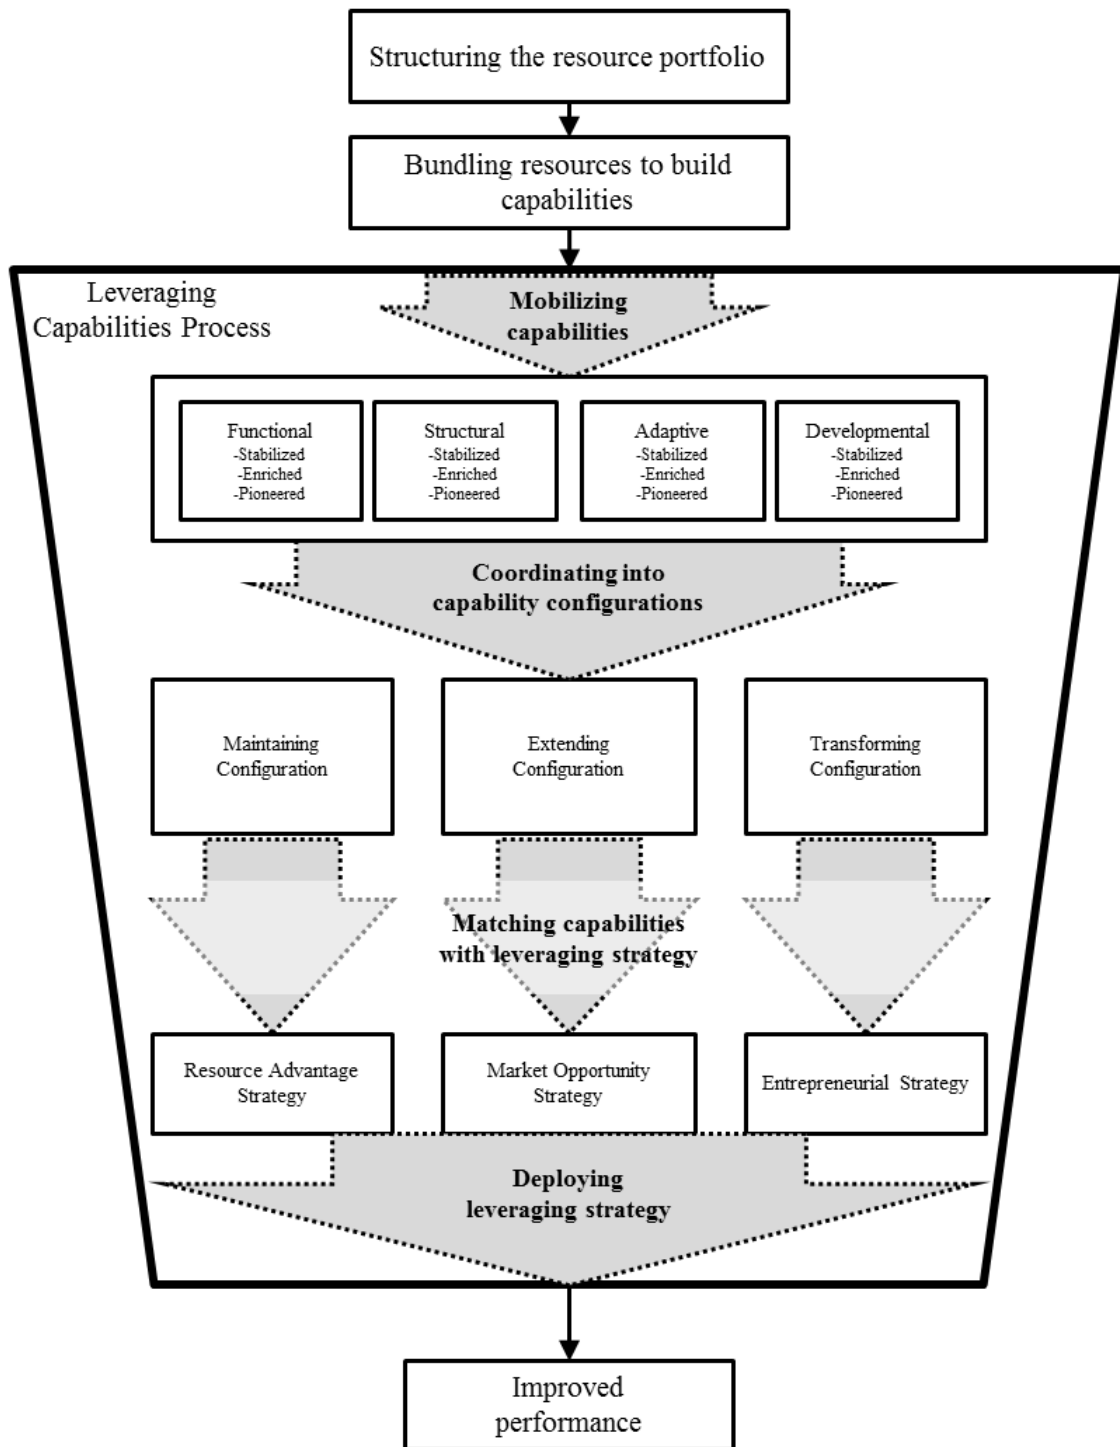 Structuring the resource portfolio
Bundling resources to build
capabilities
Leveraging
Capabilities Process
Mobilizing
capabilities
Functional
-Stabilized
-Enriched
-Pioneered
Structural
-Stabilized
-Enriched
-Pioneered
Adaptive
-Stabilized
-Enriched
-Pioneered
Developmental
-Stabilized
-Enriched
-Pioneered
Coordinating into
capability configurations
Maintaining
Configuration
Extending
Configuration
Transforming
Configuration
Matching capabilities
with leveraging strategy
Resource Advantage
Strategy
Market Opportunity
Strategy
Entrepreneurial Strategy
Deploying
leveraging strategy
Improved
performance